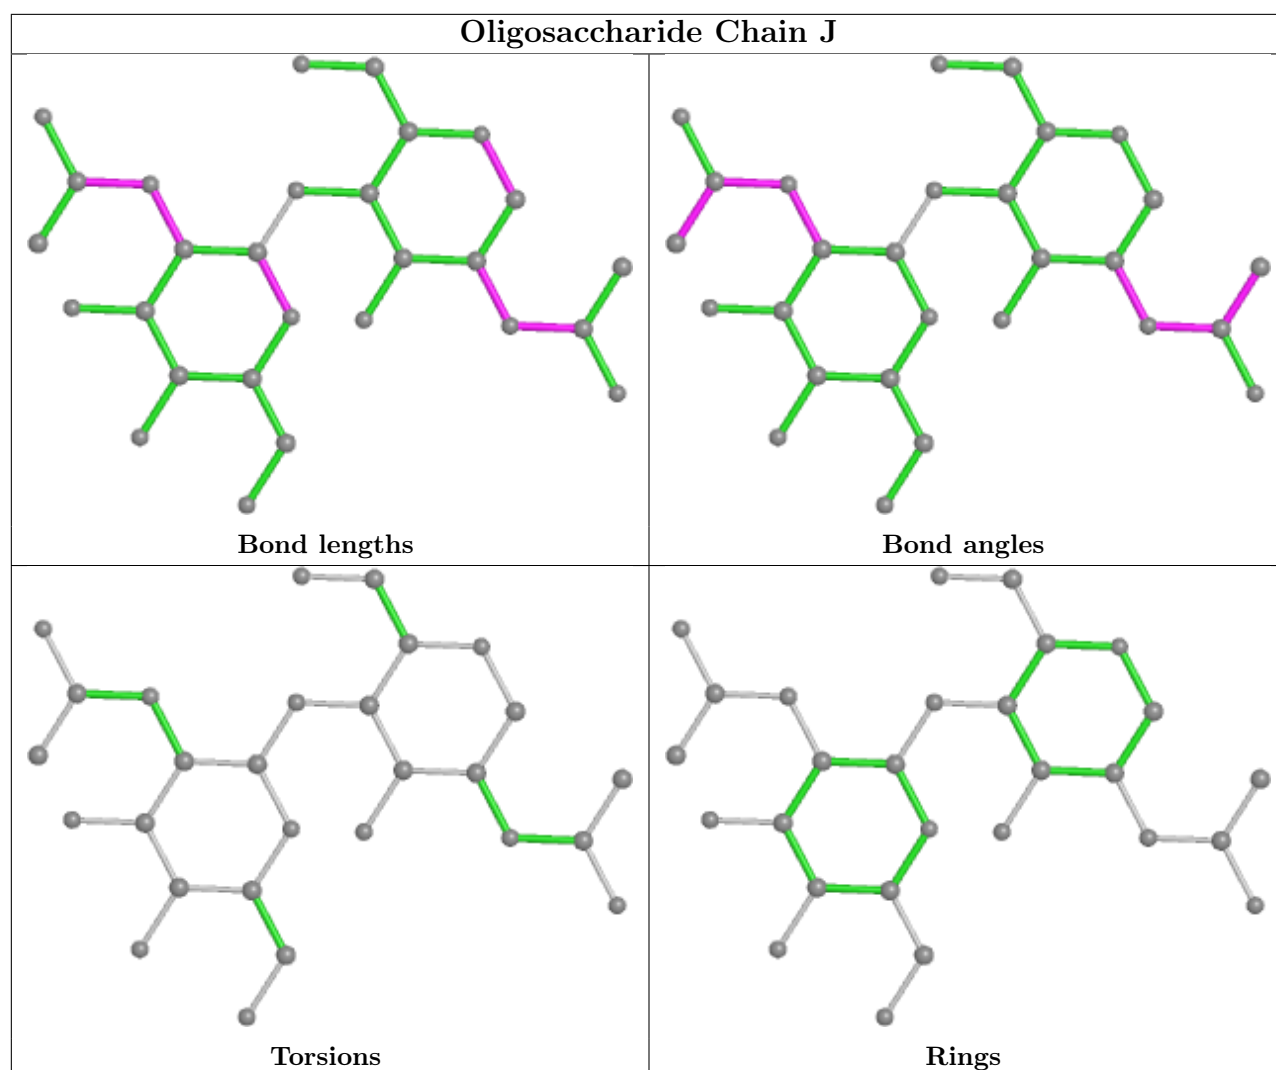 Oligosaccharide Chain J
Bond lengths
Bond angles
Torsions
Rings